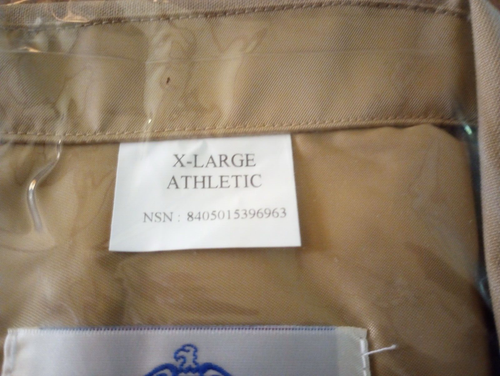 X-LARGE
ATHLETIC
NSN : 8405015396963